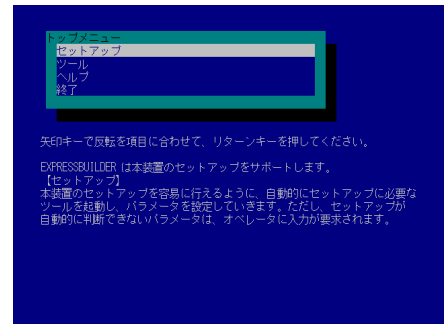 トップメニュー
セットアップ
ツール
ヘルプ
終了
矢印キーで反転を項目に合わせて、リターンキーを押してください。
EXPRESSBUILDER は本装置のセットアップをサポートします。
【セットアップ】
本装置のセットアップを容易に行えるように、自動的にセットアップに必要な
ツールを起動し、パラメータを設定していきます。ただし、セットアップが
自動的に判断できないパラメータは、オペレータに入力が要求されます。